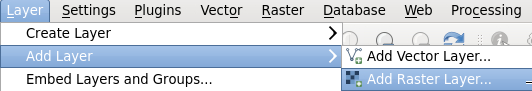 Layer Settings Plugins Vector Raster Database Web Processing
Create Layer
Add Layer
Add Vector Layer...
Add Raster Layer...
Embed Layers and Groups...